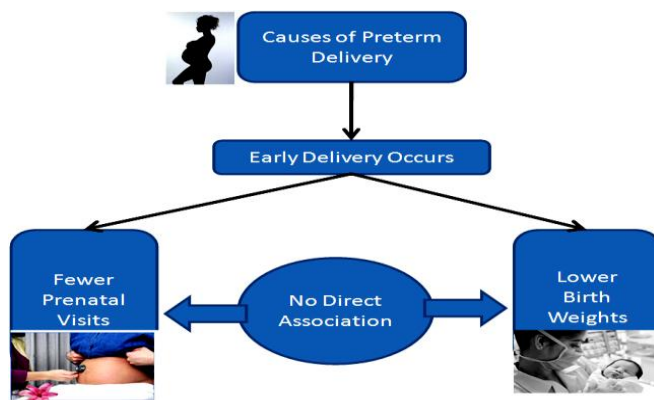 Causes of Preterm
Delivery
Early Delivery Occurs
Fewer
Prenatal
Visits
No Direct
Association
Lower
Birth
Weights